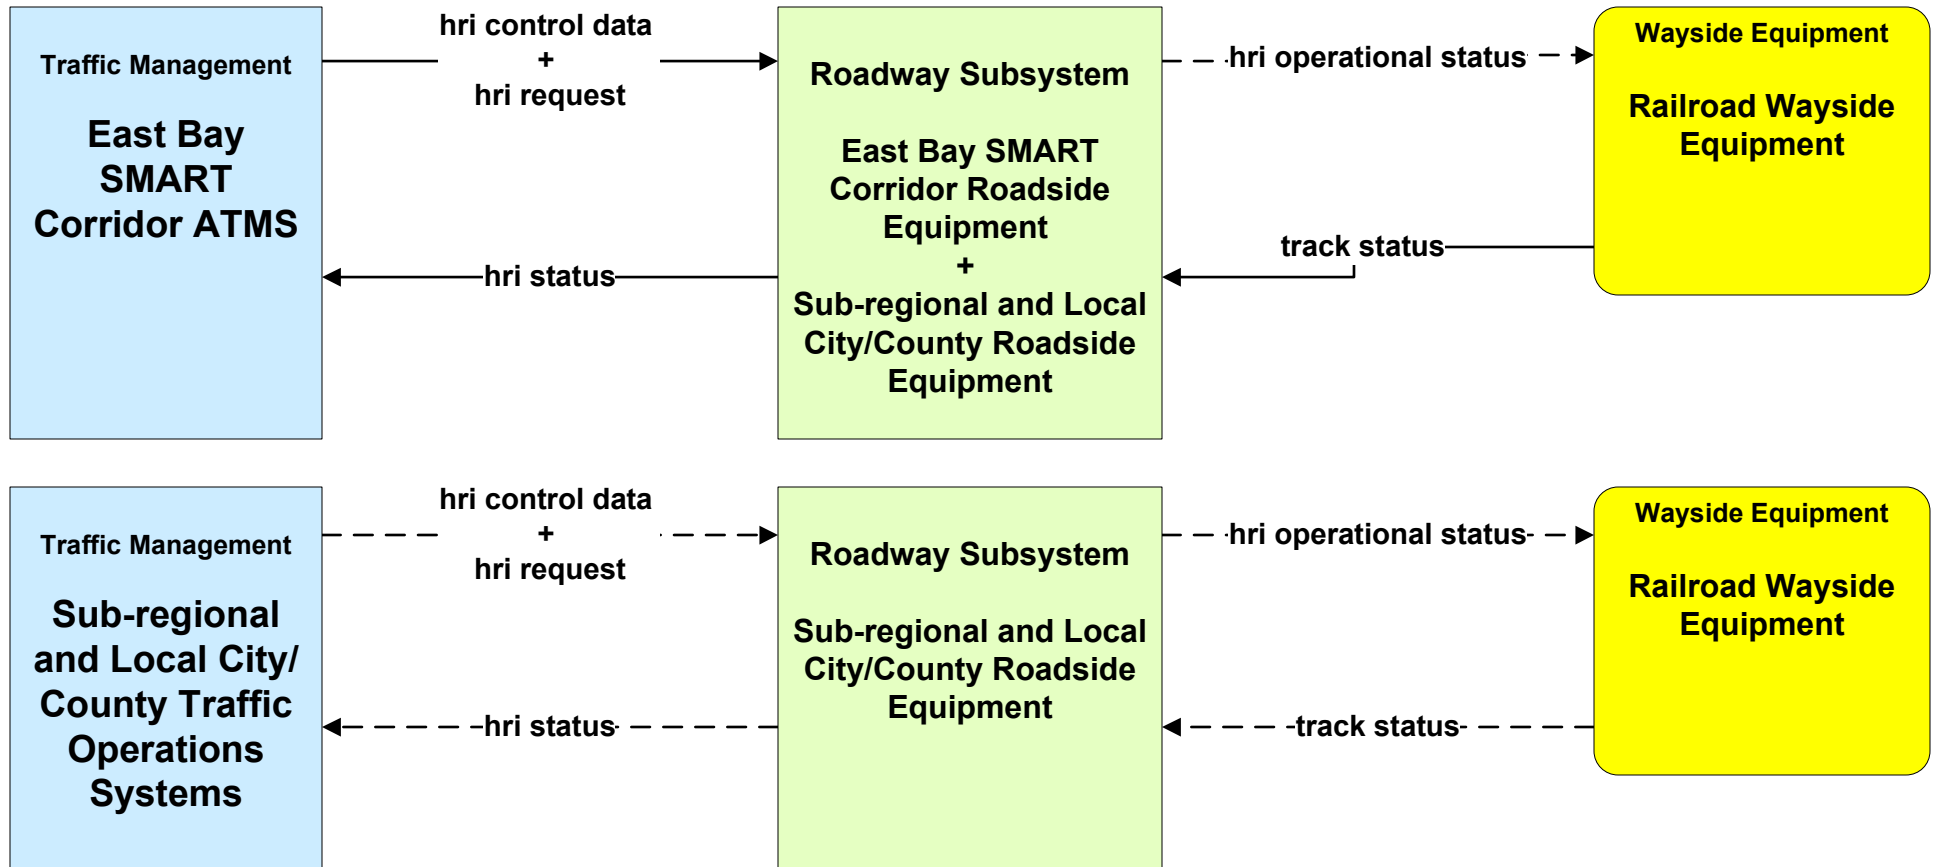 Traffic Management
East Bay
SMART
Corridor ATMS
hri control data
+
hri request
hri status
Roadway Subsystem
East Bay SMART
Corridor Roadside
Equipment
+
Sub-regional and Local
City/County Roadside
Equipment
hri operational status
track status
Wayside Equipment
Railroad Wayside
Equipment
Traffic Management
Sub-regional
and Local City/
County Traffic
Operations
Systems
hri control data
+
hri request
hri status
Roadway Subsystem
Sub-regional and Local
City/County Roadside
Equipment
hri operational status
track status
Wayside Equipment
Railroad Wayside
Equipment